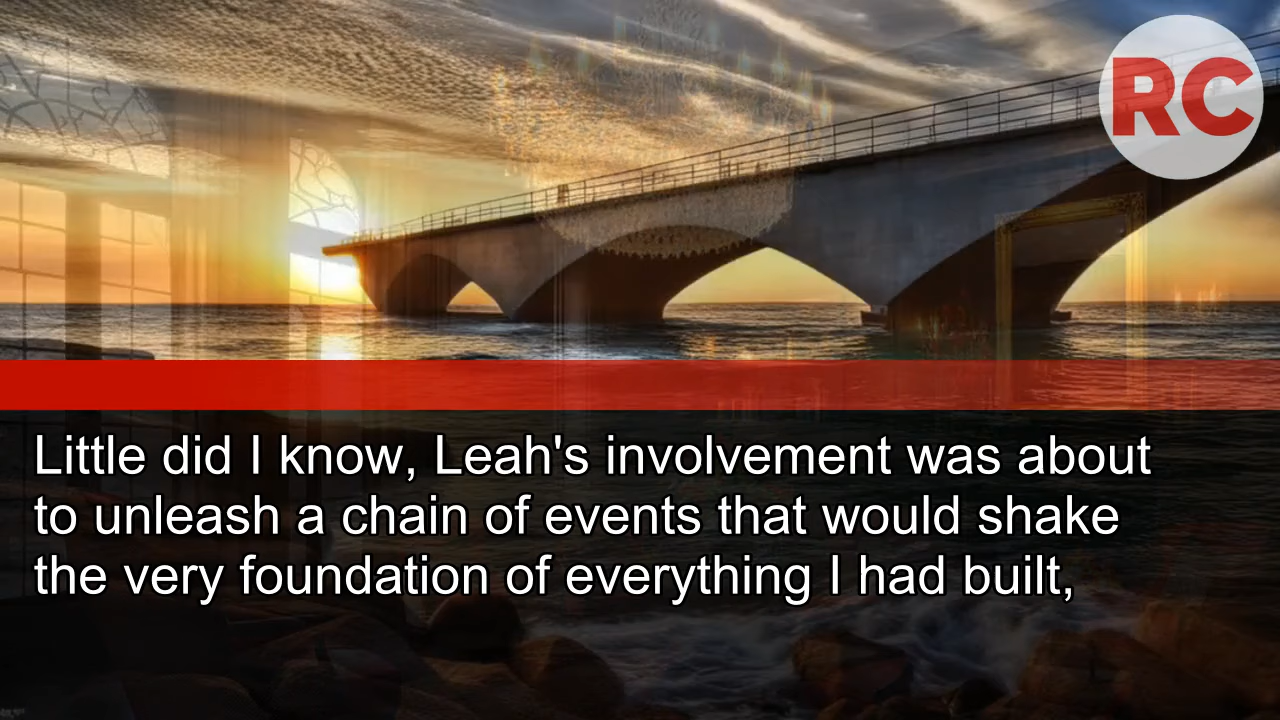 RC
Little did I know, Leah's involvement was about
to unleash a chain of events that would shake
the very foundation of everything I had built,